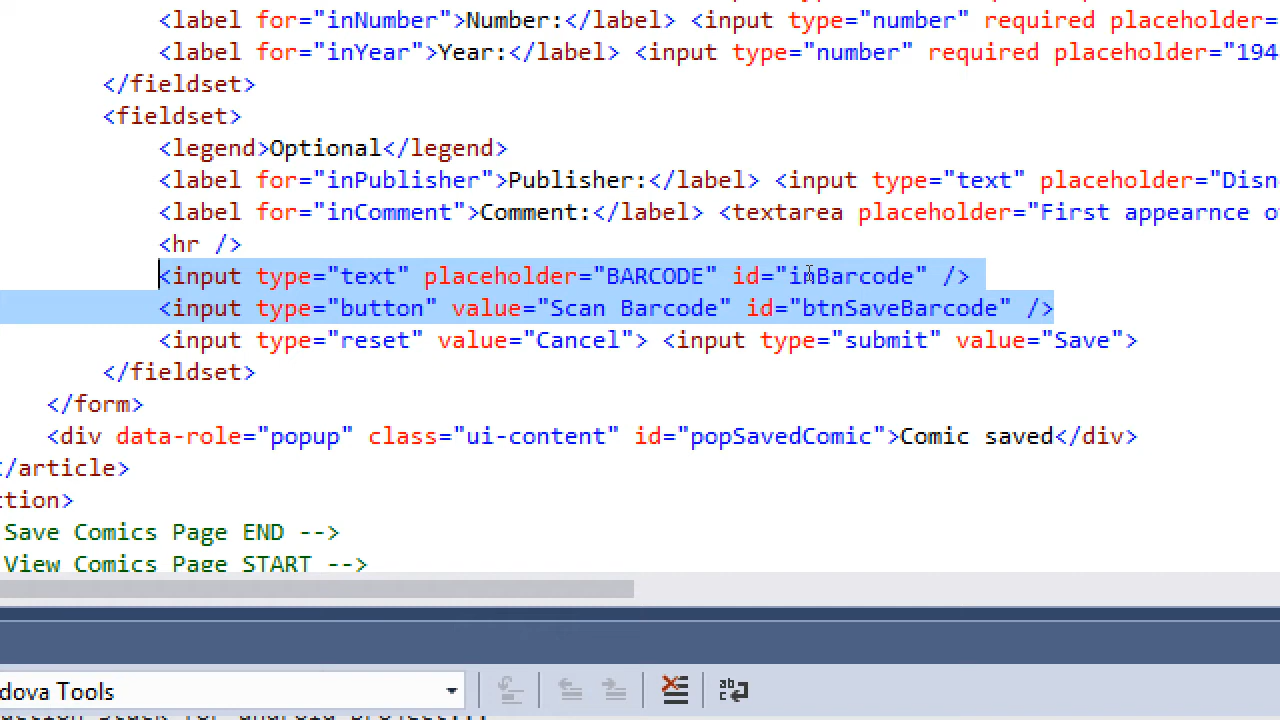 <label for="inNumber">Number:</label> <input type="number" required placeholder=
<label for="inYear">Year:</label> <input type="number" required placeholder="194
</fieldset>
<fieldset>
<legend>Optional</legend>
<label for="inPublisher">Publisher:</label> <input type="text" placeholder="Disn
<label for="inComment">Comment:</label> <textarea placeholder="First appearnce o
<hr />
<input type="text" placeholder="BARCODE" id="inBarcode" />
<input type="button" value="Scan Barcode" id="btnSaveBarcode" />
<input type="reset" value="Cancel"> <input type="submit" value="Save">
</fieldset>
</form>
<div data-role="popup" class="ui-content" id="popSavedComic">Comic saved</div>
/article>
ction>
Save Comics Page END -->
View Comics Page START -->
dova Tools